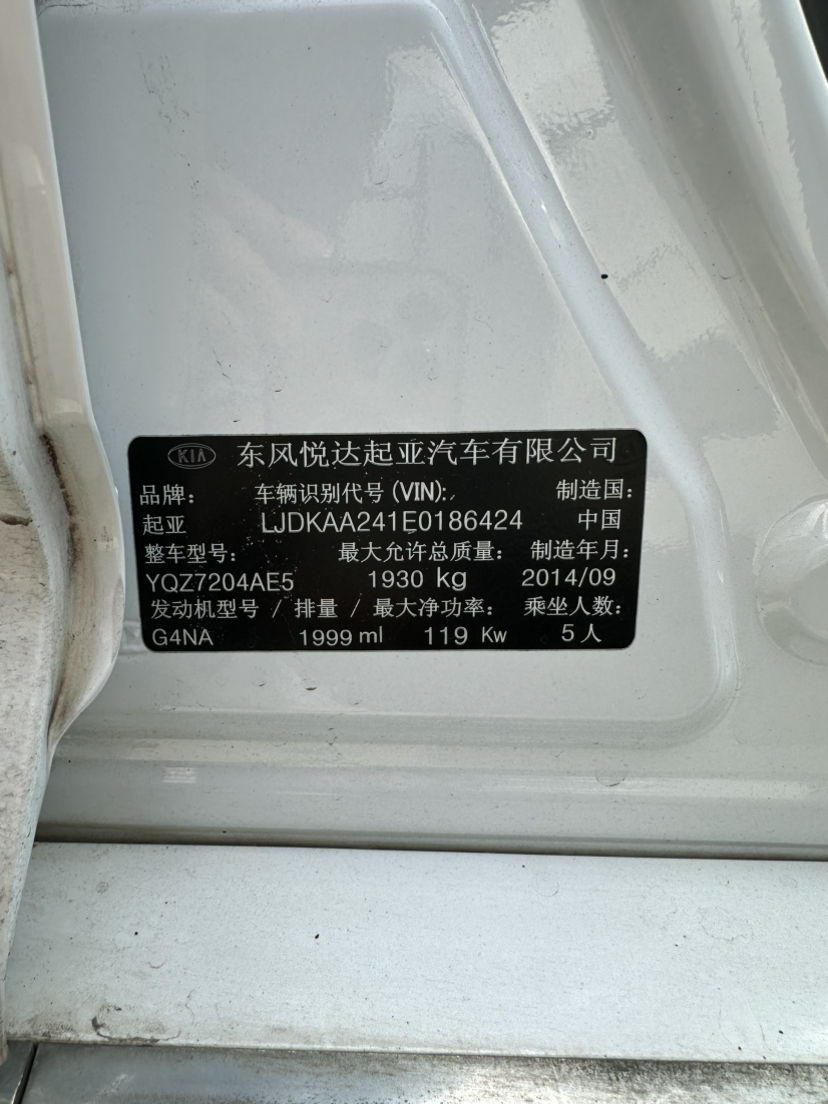 KIA 东风悦达起亚汽车有限公司
品牌： 车辆识别代号(VIN)： 制造国：
起亚 LJDKAA241E0186424 中国
整车型号： 最大允许总质量： 制造年月：
YQZ7204AE5 1930 kg 2014/09
发动机型号 / 排量 / 最大净功率： 乘坐人数：
G4NA 1999 ml 119 Kw 5人